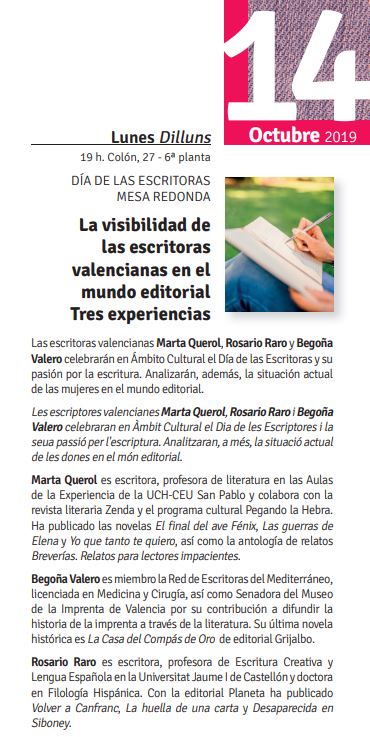 14
Octubre 2019
Lunes Dilluns
19 h. Colón, 27 - 6ª planta
DÍA DE LAS ESCRITORAS
MESA REDONDA
La visibilidad de
las escritoras
valencianas en el
mundo editorial
Tres experiencias
Las escritoras valencianas Marta Querol, Rosario Raro y Begoña
Valero celebrarán en Ámbito Cultural el Día de las Escritoras y su
pasión por la escritura. Analizarán, además, la situación actual
de las mujeres en el mundo editorial.
Les escriptores valencianes Marta Querol, Rosario Raro i Begoña
Valero celebraran en Àmbit Cultural el Dia de les Escriptores i la
seua passió per l'escriptura. Analitzaran, a més, la situació actual
de les dones en el món editorial.
Marta Querol es escritora, profesora de literatura en las Aulas
de la Experiencia de la UCH-CEU San Pablo y colabora con la
revista literaria Zenda y el programa cultural Pegando la Hebra.
Ha publicado las novelas El final del ave Fénix, Las guerras de
Elena y Yo que tanto te quiero, así como la antología de relatos
Breverías. Relatos para lectores impacientes.
Begoña Valero es miembro la Red de Escritoras del Mediterráneo,
licenciada en Medicina y Cirugía, así como Senadora del Museo
de la Imprenta de Valencia por su contribución a difundir la
historia de la imprenta a través de la literatura. Su última novela
histórica es La Casa del Compás de Oro de editorial Grijalbo.
Rosario Raro es escritora, profesora de Escritura Creativa y
Lengua Española en la Universitat Jaume I de Castellón y doctora
en Filología Hispánica. Con la editorial Planeta ha publicado
Volver a Canfranc, La huella de una carta y Desaparecida en
Siboney.